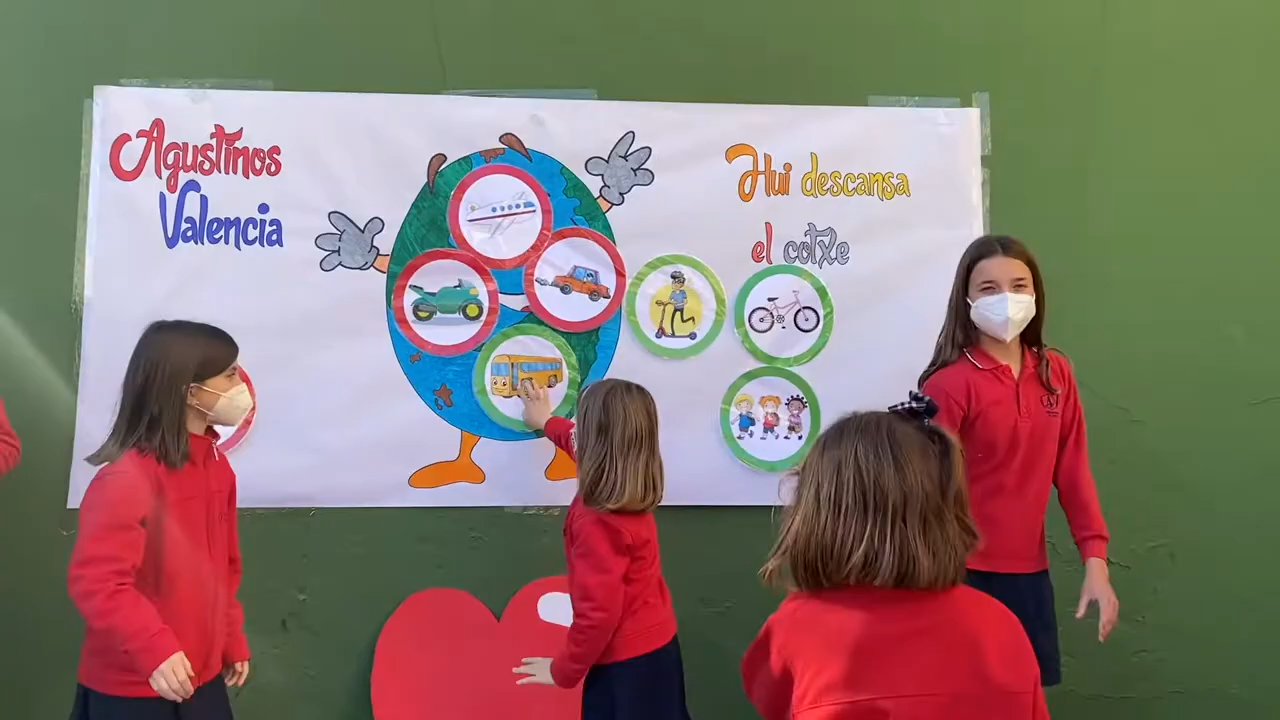 Agustinos
Valencia
Hui descansa
el cotxe